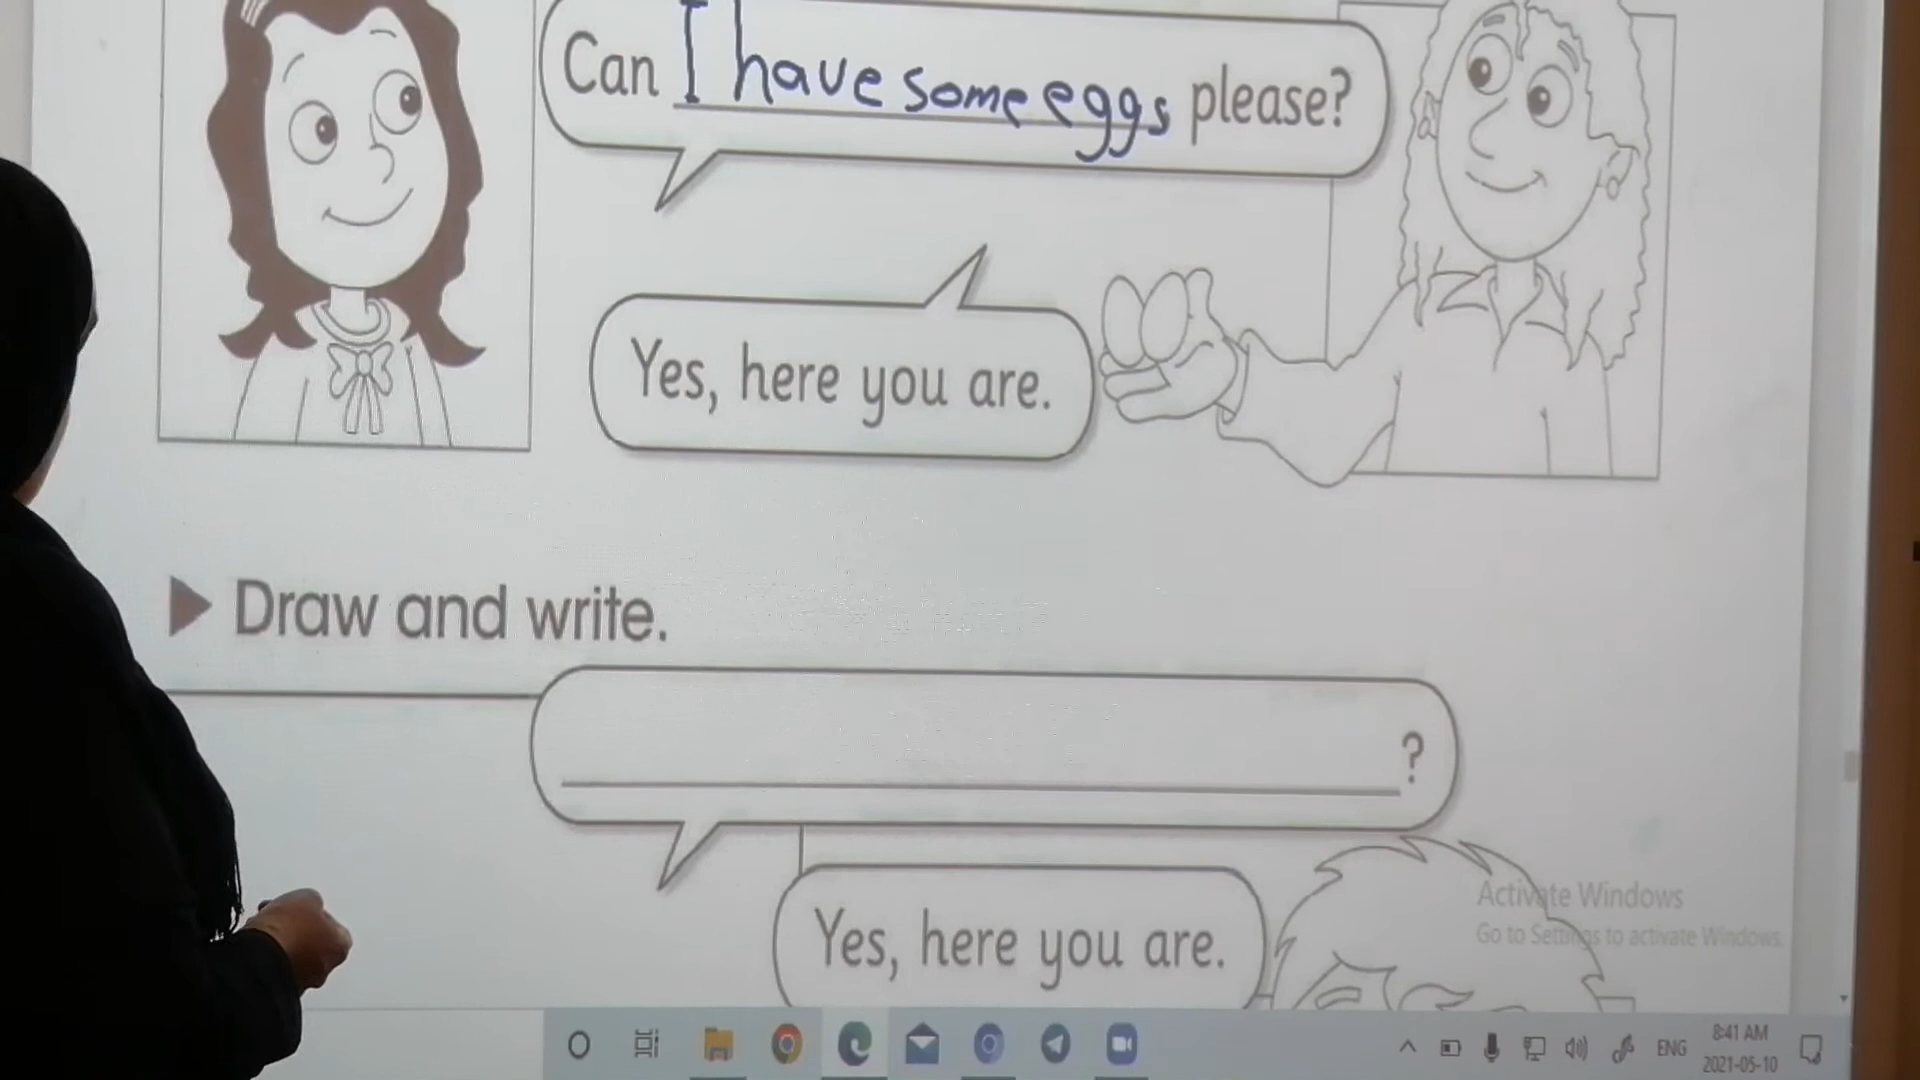 Can I have some eggs please?
Yes, here you are.
Draw and write.
?
Yes, here you are.
Activate Windows
Go to Settings to activate Windows.
ENG
8:41 AM
2021-05-10